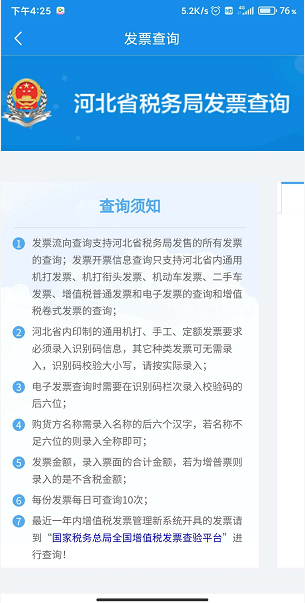 下午4:25
5.2K/s
4G
76%
发票查询
河北省税务局发票查询
查询须知
1 发票流向查询支持河北省税务局发售的所有发票
的查询；发票开票信息查询只支持河北省内通用
机打发票、机打衔头发票、机动车发票、二手车
发票、增值税普通发票和电子发票的查询和增值
税卷式发票的查询；
2 河北省内印制的通用机打、手工、定额发票要求
必须录入识别码信息，其它种类发票可无需录
入，识别码校验大小写，请按实际录入；
3 电子发票查询时需要在识别码栏次录入校验码的
后六位；
4 购货方名称需录入名称的后六个汉字，若名称不
足六位的则录入全称即可；
5 发票金额，录入票面的合计金额，若为增普票则
录入的是不含税金额；
6 每份发票每日可查询10次；
7 最近一年内增值税发票管理新系统开具的发票请
到“国家税务总局全国增值税发票查验平台”进
行查询！